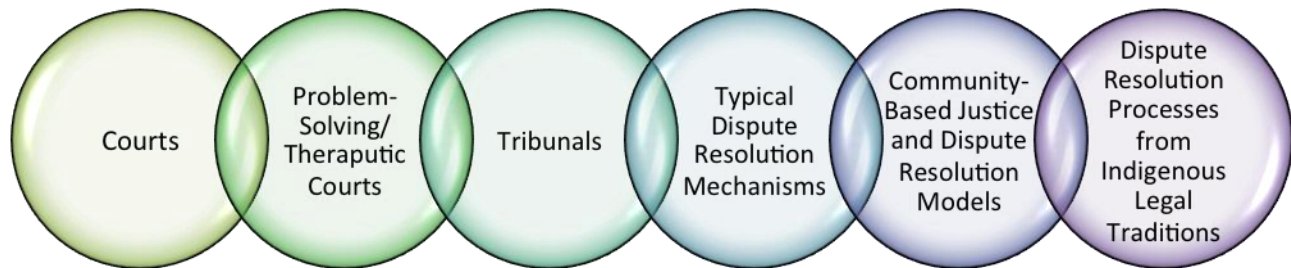 Courts
Problem-
Solving/
Theraputic
Courts
Tribunals
Typical
Dispute
Resolution
Mechanisms
Community-
Based Justice
and Dispute
Resolution
Models
Dispute
Resolution
Processes
from
Indigenous
Legal
Traditions